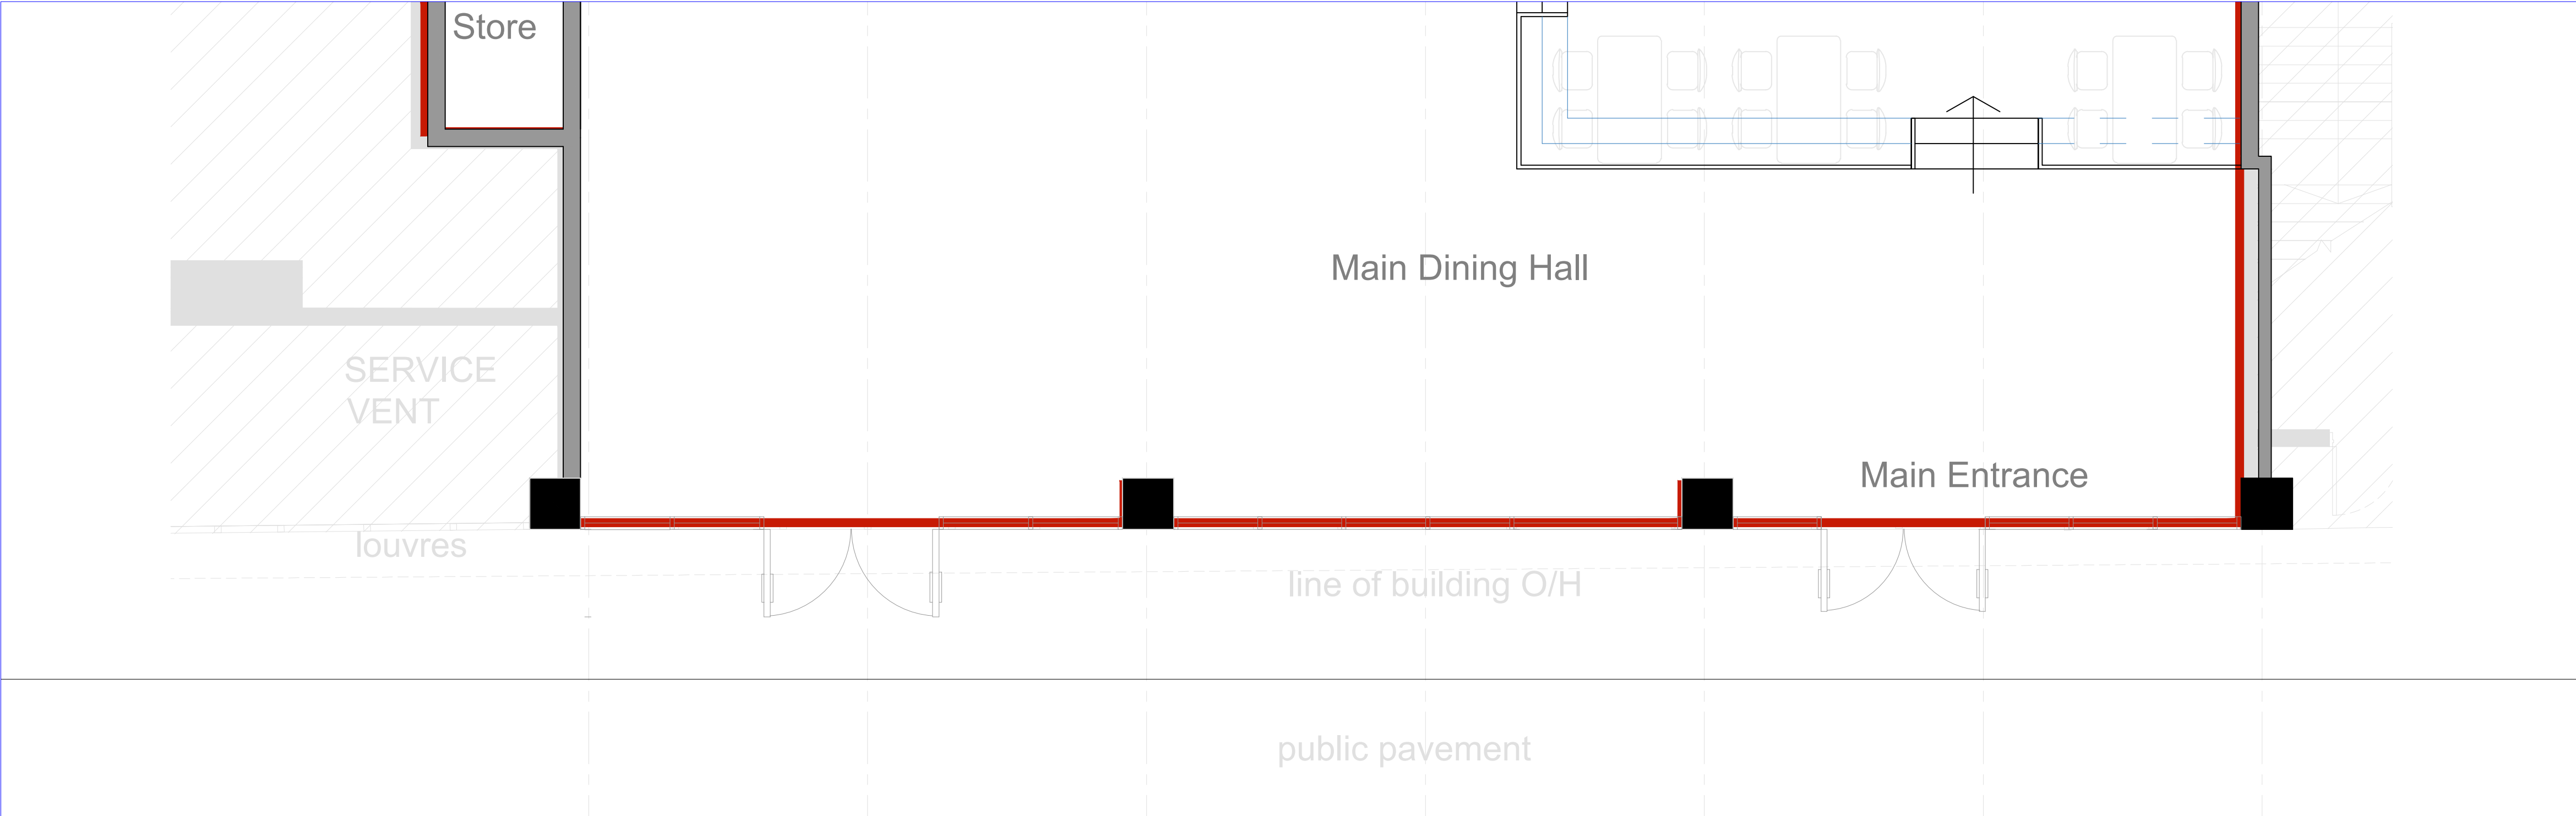 Store
Main Dining Hall
SERVICE
VENT
Main Entrance
louvres
line of building O/H
public pavement